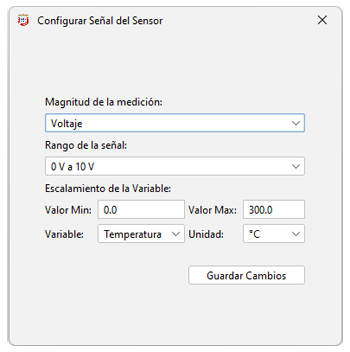 Configurar Señal del Sensor
Magnitud de la medición:
Voltaje
Rango de la señal:
0 V a 10 V
Escalamiento de la Variable:
Valor Min: 0.0 Valor Max: 300.0
Variable: Temperatura Unidad: °C
Guardar Cambios